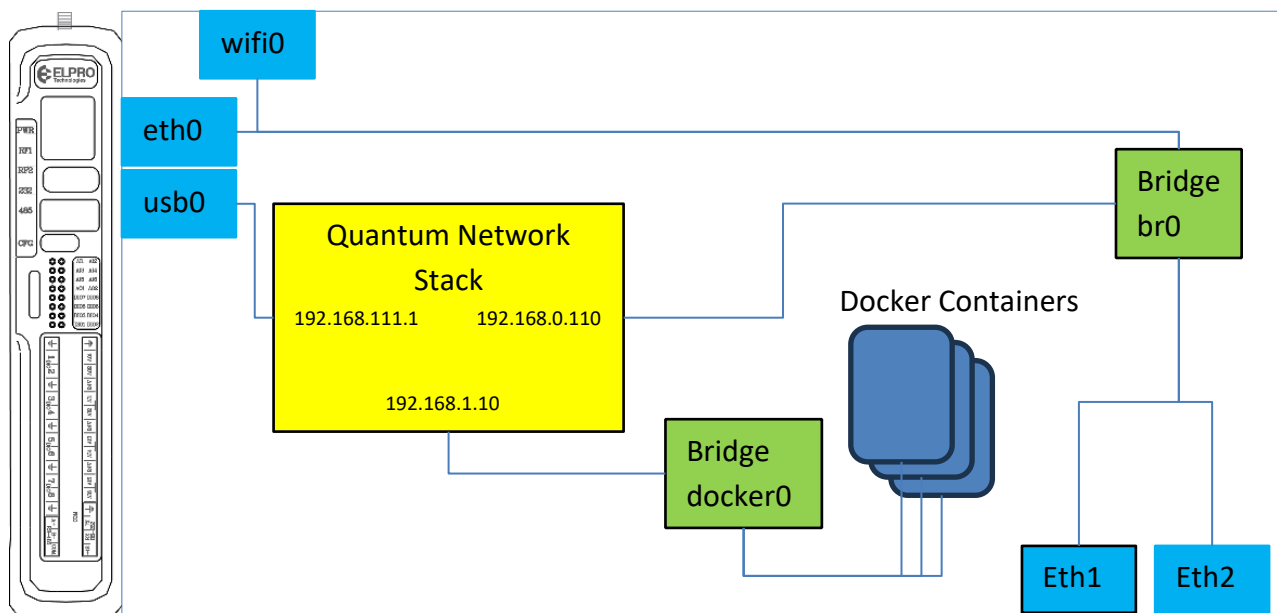 wifi0
ELPRO
Technologies
eth0
usb0
PWR
RF1
RF2
232
485
CFG
Quantum Network
Stack
192.168.111.1 192.168.0.110
192.168.1.10
Bridge
br0
Docker Containers
Bridge
docker0
Eth1
Eth2